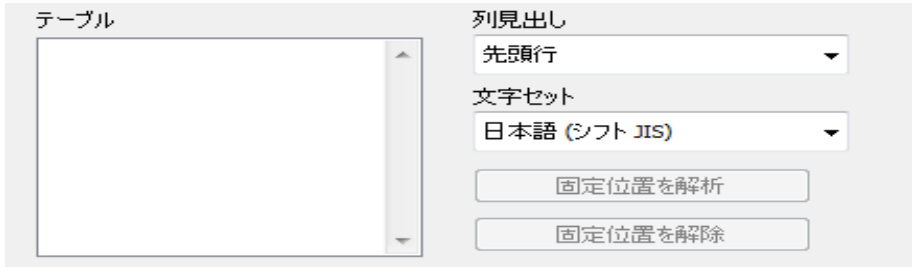 テーブル
列見出し
先頭行
文字セット
日本語 (シフト JIS)
固定位置を解析
固定位置を解除